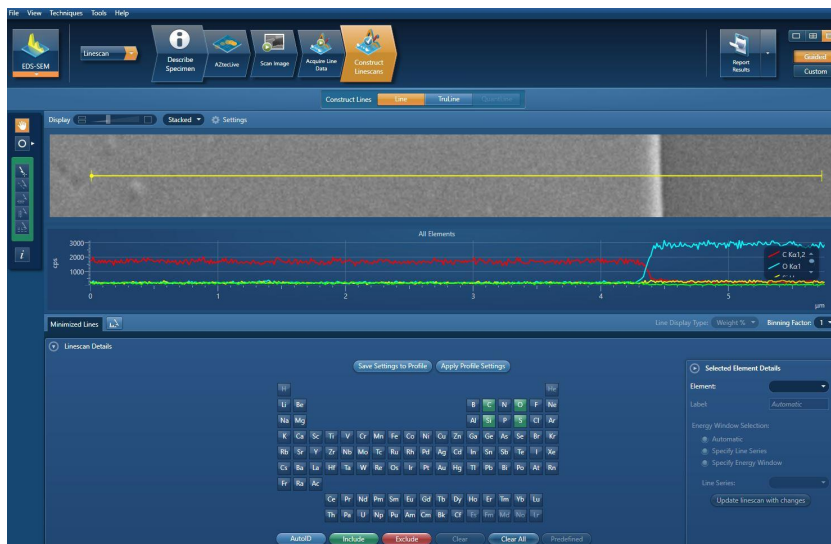 File View Techniques Tools Help
EDS-SEM
Linescan
Describe Specimen
AZtecLive
Scan Image
Acquire Line Data
Construct Linescans
Report Results
Guided
Custom
Construct Lines Line TruLine
Display Stacked Settings
All Elements
3000
2000
1000
cps
C Kα1,2
O Kα1
0 1 2 3 4 5
µm
Minimized Lines
Line Display Type: Weight % Binning Factor: 1
Linescan Details
Save Settings to Profile Apply Profile Settings
H He
Li Be B C N O F Ne
Na Mg Al Si P S Cl Ar
K Ca Sc Ti V Cr Mn Fe Co Ni Cu Zn Ga Ge As Se Br Kr
Rb Sr Y Zr Nb Mo Tc Ru Rh Pd Ag Cd In Sn Sb Te I Xe
Cs Ba La Hf Ta W Re Os Ir Pt Au Hg Tl Pb Bi Po At Rn
Fr Ra Ac
Ce Pr Nd Pm Sm Eu Gd Tb Dy Ho Er Tm Yb Lu
Th Pa U Np Pu Am Cm Bk Cf Es Fm Md No Lr
AutoID Include Exclude Clear Clear All Predefined
Selected Element Details
Element:
Label: Automatic
Energy Window Selection:
Automatic
Specify Line Series
Specify Energy Window
Line Series:
Update linescan with changes